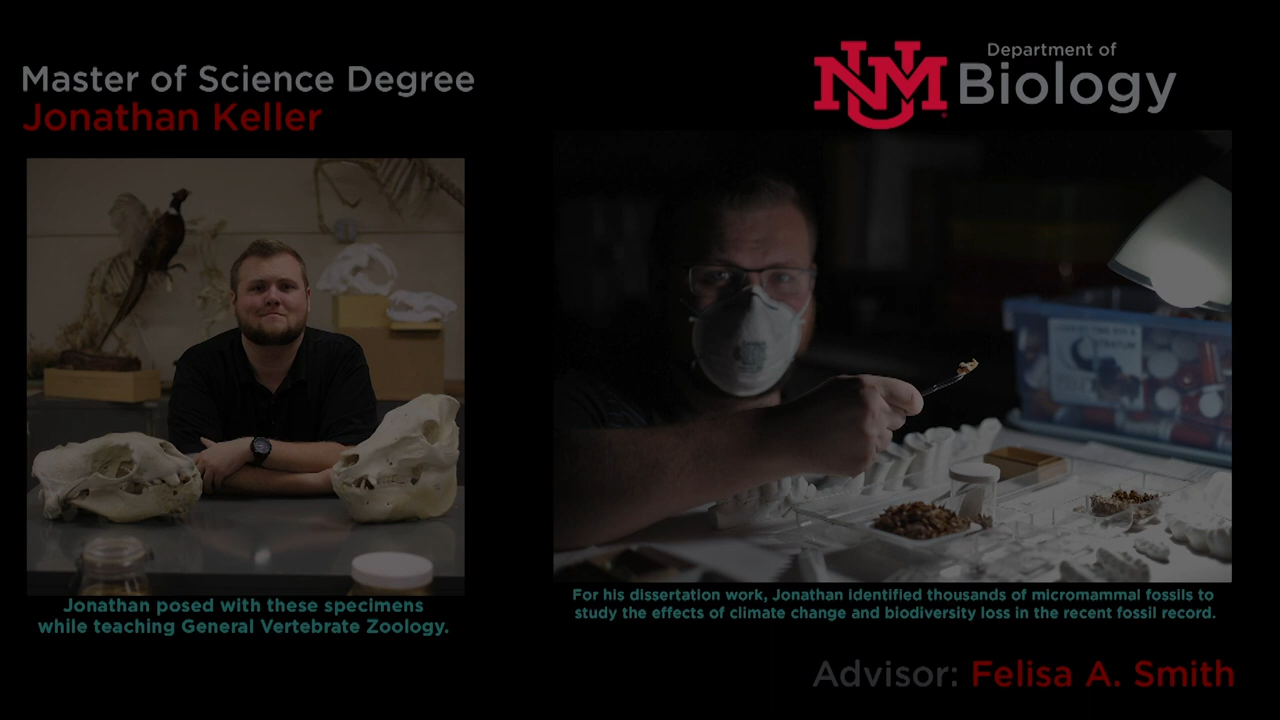 Master of Science Degree
Jonathan Keller
UNM
Department of
Biology
Jonathan posed with these specimens
while teaching General Vertebrate Zoology.
For his dissertation work, Jonathan identified thousands of micromammal fossils to
study the effects of climate change and biodiversity loss in the recent fossil record.
Advisor: Felisa A. Smith